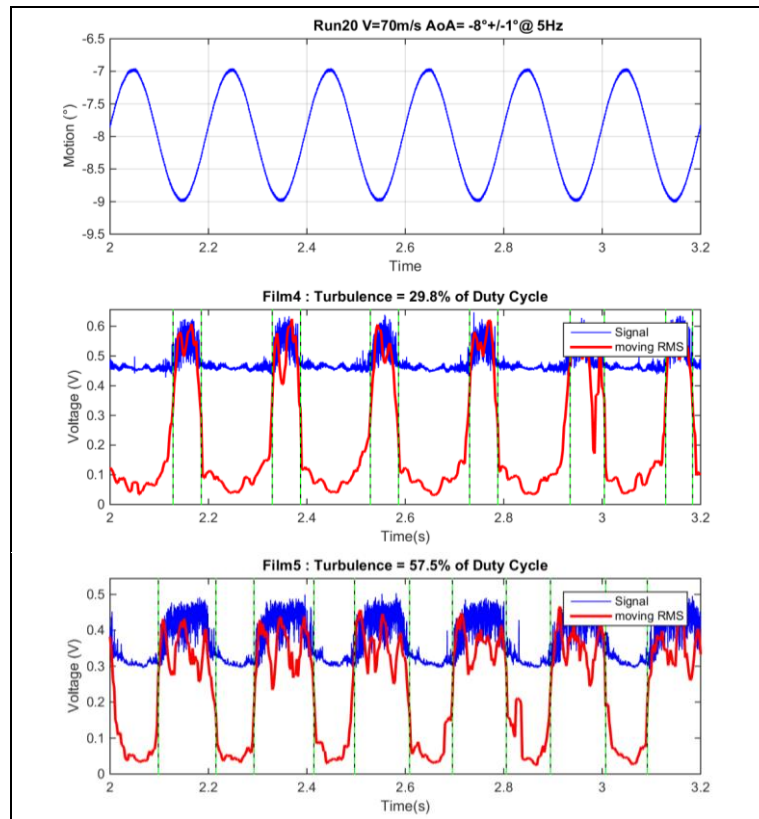 Run20 V=70m/s AoA= -8°+/-1°@ 5Hz
-6.5
-7
-7.5
-8
-8.5
-9
-9.5
Motion (°)
2 2.2 2.4 2.6 2.8 3 3.2
Time
Film4 : Turbulence = 29.8% of Duty Cycle
0.6
0.5
0.4
0.3
0.2
0.1
0
Voltage (V)
Signal
moving RMS
2 2.2 2.4 2.6 2.8 3 3.2
Time(s)
Film5 : Turbulence = 57.5% of Duty Cycle
0.5
0.4
0.3
0.2
0.1
0
Voltage (V)
Signal
moving RMS
2 2.2 2.4 2.6 2.8 3 3.2
Time(s)